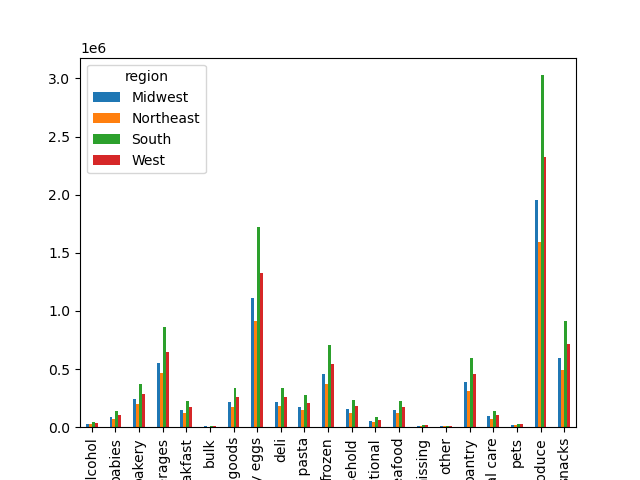 1e6
3.0
2.5
2.0
1.5
1.0
0.5
0.0
region
Midwest
Northeast
South
West
lcohol
babies
bakery
erages
akfast
bulk
goods
y eggs
deli
pasta
frozen
ehold
tional
eafood
issing
other
pantry
al care
pets
oduce
snacks